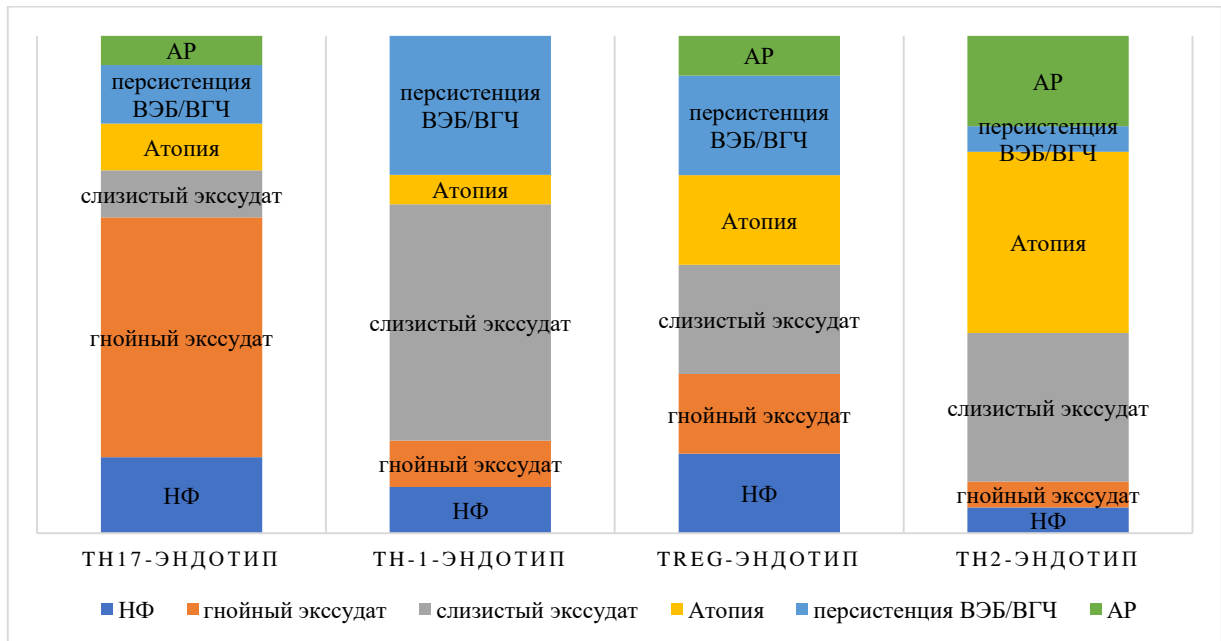 АР
персистенция
ВЭБ/ВГЧ
Атопия
слизистый экссудат
гнойный экссудат
НФ
персистенция
ВЭБ/ВГЧ
Атопия
слизистый экссудат
гнойный экссудат
НФ
АР
персистенция
ВЭБ/ВГЧ
Атопия
слизистый экссудат
гнойный экссудат
НФ
АР
персистенция
ВЭБ/ВГЧ
Атопия
слизистый экссудат
гнойный экссудат
НФ
TH17-ЭНДОТИП TH-1-ЭНДОТИП TREG-ЭНДОТИП TH2-ЭНДОТИП
НФ гнойный экссудат слизистый экссудат Атопия персистенция ВЭБ/ВГЧ АР